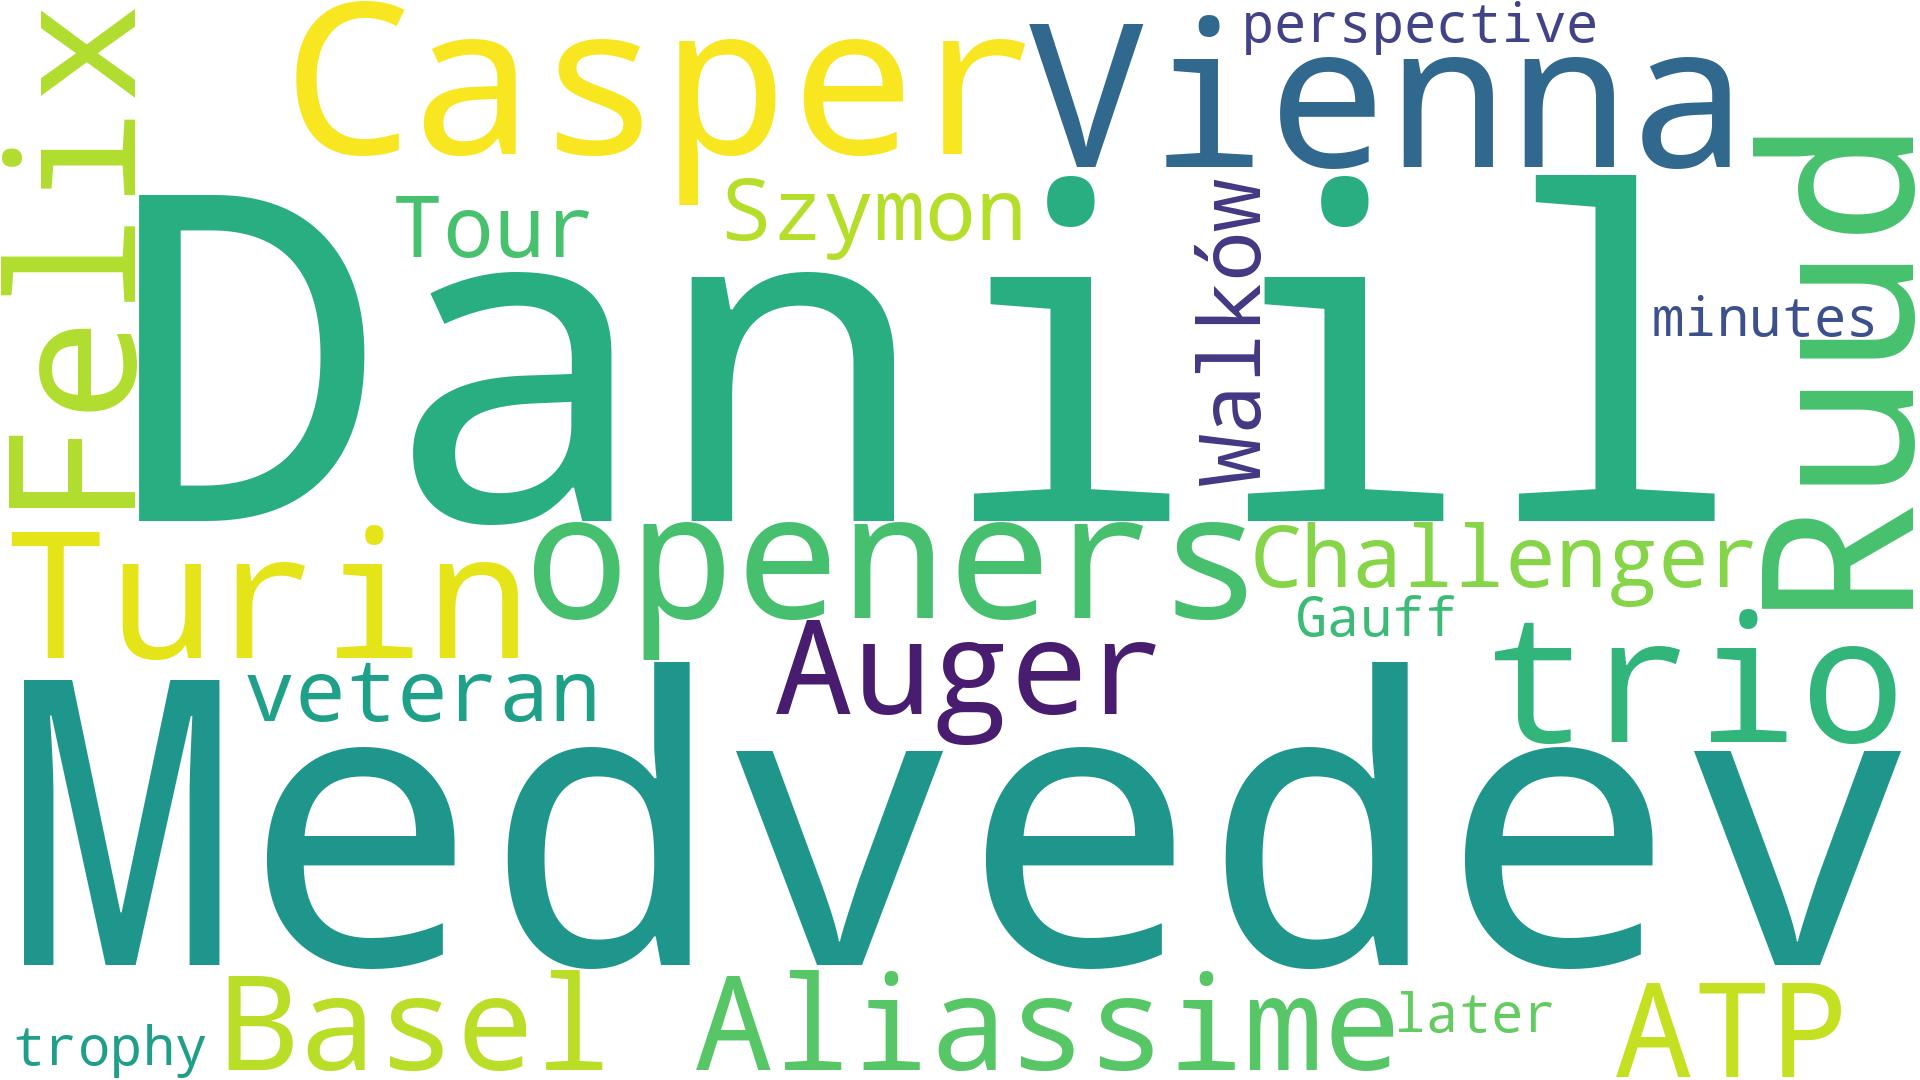 Casper
Vienna
perspective
Felix
Tour
Szymon
Daniil
Walków
minutes
Ruud
Turin
openers
Challenger
Gauff
Auger
trio
veteran
Medvedev
trophy
Basel
Aliassime
later
ATP